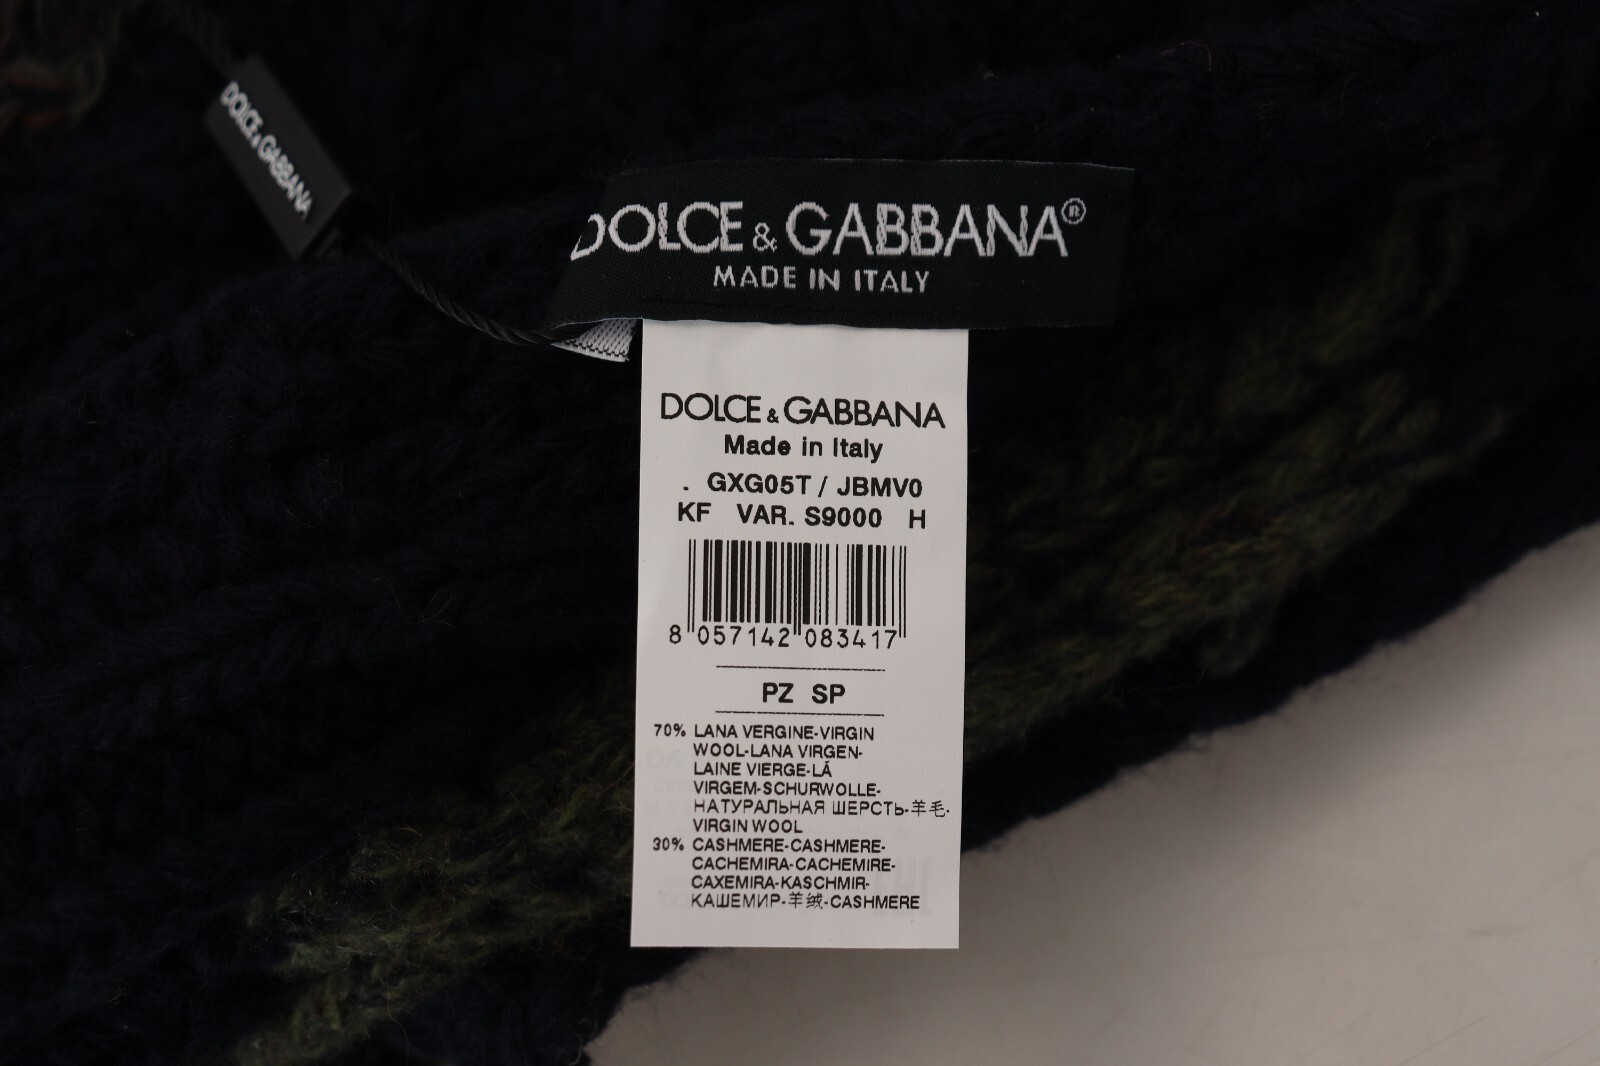 DOLCE & GABBANA
DOLCE & GABBANA®
MADE IN ITALY
DOLCE & GABBANA
Made in Italy
. GXG05T / JBMV0
KF VAR. S9000 H
8 057142 083417
PZ SP
70% LANA VERGINE-VIRGIN
WOOL-LANA VIRGEN-
LAINE VIERGE-LÃ
VIRGEM-SCHURWOLLE-
НАТУРАЛЬНАЯ ШЕРСТЬ-羊毛-
VIRGIN WOOL
30% CASHMERE-CASHMERE-
CACHEMIRA-CACHEMIRE-
CAXEMIRA-KASCHMIR-
КАШЕМИР-羊绒-CASHMERE